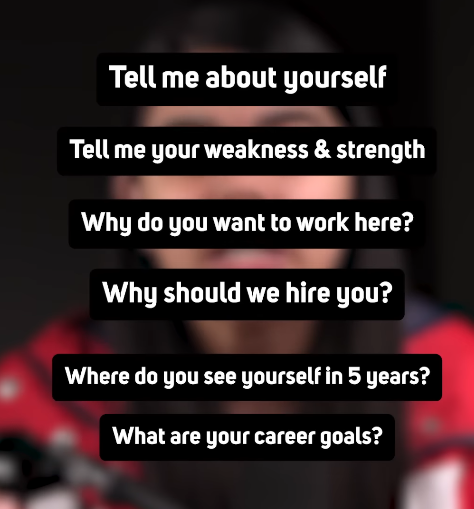 Tell me about yourself
Tell me your weakness & strength
Why do you want to work here?
Why should we hire you?
Where do you see yourself in 5 years?
What are your career goals?